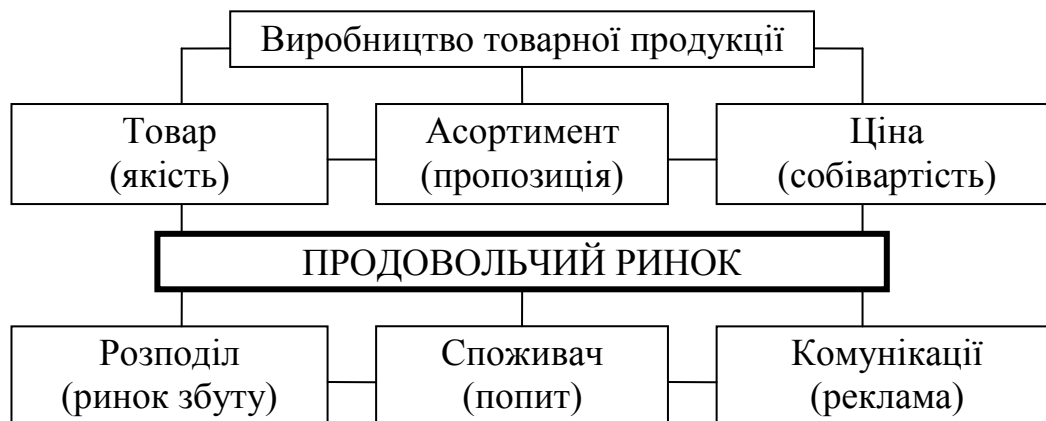 Виробництво товарної продукції
Товар
(якість)
Асортимент
(пропозиція)
Ціна
(собівартість)
ПРОДОВОЛЬЧИЙ РИНОК
Розподіл
(ринок збуту)
Споживач
(попит)
Комунікації
(реклама)